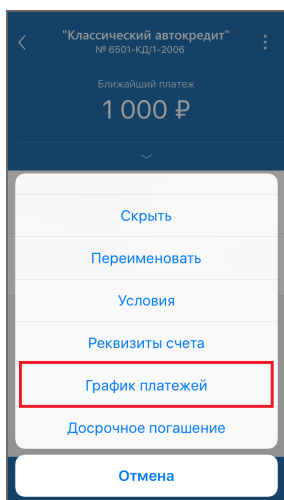 "Классический автокредит"
№ 6501-КД/1-2006
Ближайший платеж
1 000 ₽
Скрыть
Переименовать
Условия
Реквизиты счета
График платежей
Досрочное погашение
Отмена